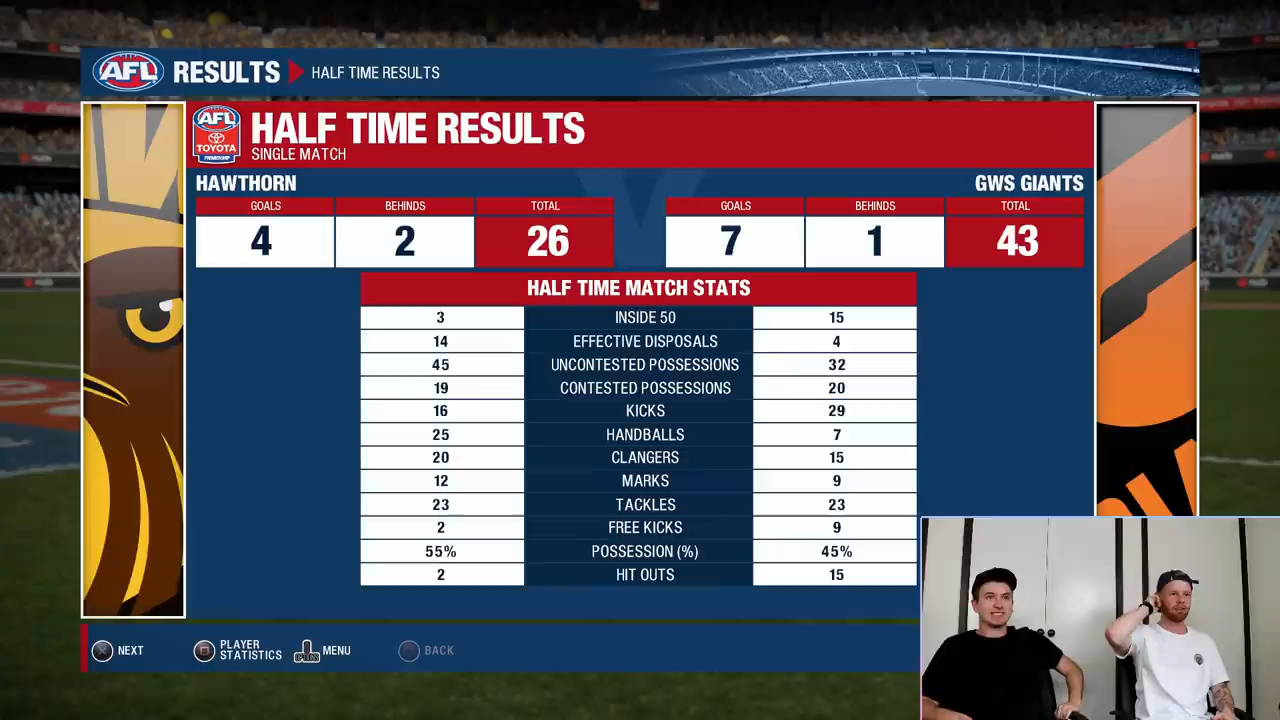 AFL RESULTS HALF TIME RESULTS
AFL
TOYOTA
PREMIERSHIP
HALF TIME RESULTS
SINGLE MATCH
HAWTHORN
GWS GIANTS
GOALS BEHINDS TOTAL GOALS BEHINDS TOTAL
4 2 26 7 1 43
HALF TIME MATCH STATS
3 INSIDE 50 15
14 EFFECTIVE DISPOSALS 4
45 UNCONTESTED POSSESSIONS 32
19 CONTESTED POSSESSIONS 20
16 KICKS 29
25 HANDBALLS 7
20 CLANGERS 15
12 MARKS 9
23 TACKLES 23
2 FREE KICKS 9
55% POSSESSION (%) 45%
2 HIT OUTS 15
NEXT
PLAYER
STATISTICS
OPTIONS
MENU
BACK